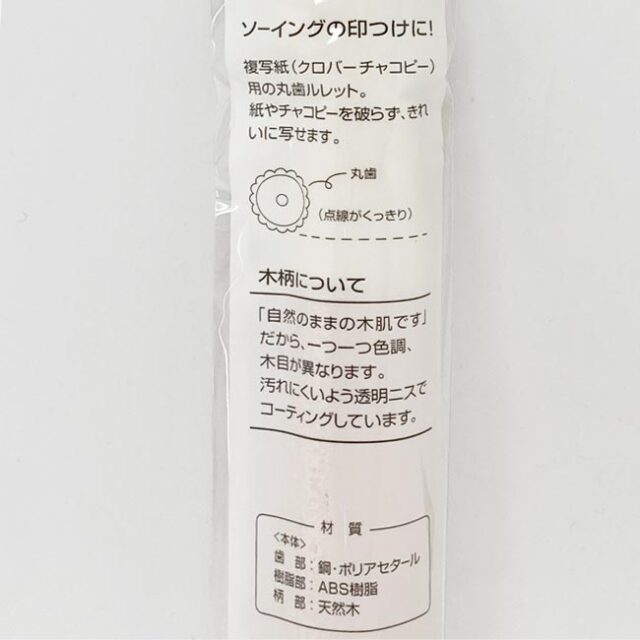 ソーイングの印つけに!
複写紙(クロバーチャコピー)
用の丸歯ルレット。
紙やチャコピーを破らず、きれ
いに写せます。
丸歯
(点線がくっきり)
木柄について
「自然のままの木肌です」
だから、一つ一つ色調、
木目が異なります。
汚れにくいよう透明ニスで
コーティングしています。
材質
〈本体〉
歯部:鋼・ポリアセタール
樹脂部:ABS樹脂
柄部:天然木